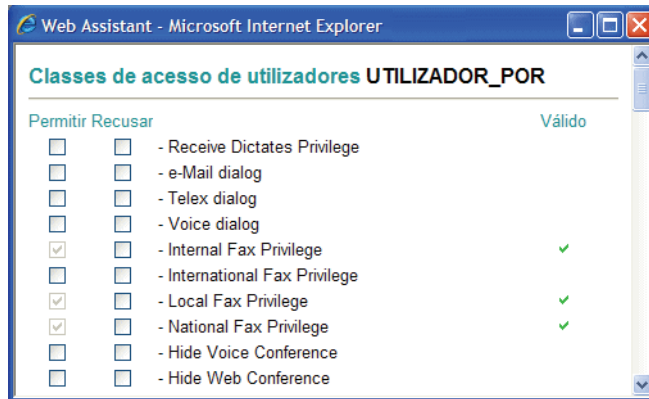 Web Assistant - Microsoft Internet Explorer
Classes de acesso de utilizadores UTILIZADOR_POR
Permitir Recusar Válido
- Receive Dictates Privilege
- e-Mail dialog
- Telex dialog
- Voice dialog
- Internal Fax Privilege
- International Fax Privilege
- Local Fax Privilege
- National Fax Privilege
- Hide Voice Conference
- Hide Web Conference